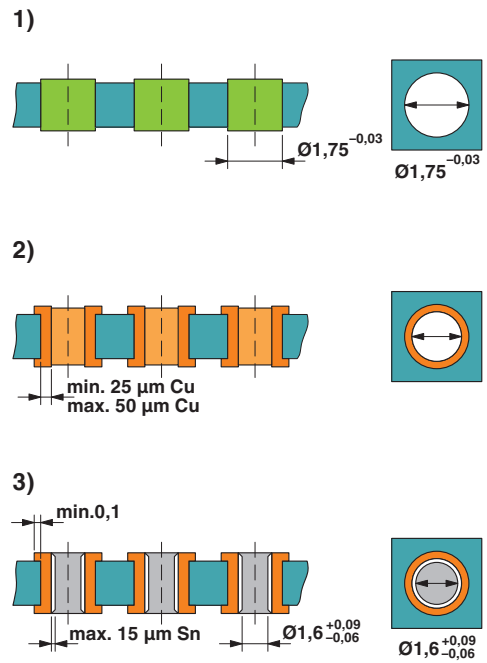 1)
Ø1,75 –0,03
Ø1,75 –0,03
2)
min. 25 µm Cu
max. 50 µm Cu
3)
min.0,1
max. 15 µm Sn
Ø1,6 +0,09 –0,06
Ø1,6 +0,09 –0,06